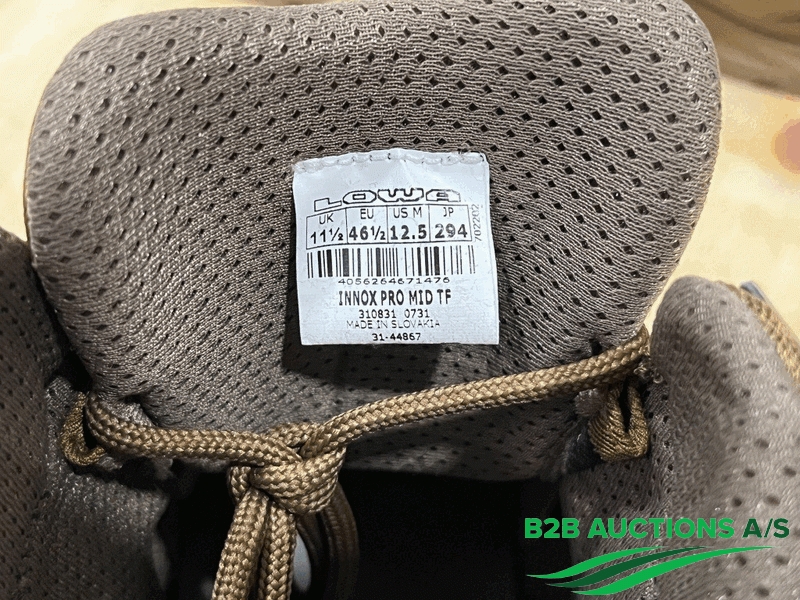 LOWA
UK EU US M JP
11½ 46½ 12.5 294
702202
4056264671476
INNOX PRO MID TF
310831 0731
MADE IN SLOVAKIA
31-44867
B2B AUCTIONS A/S